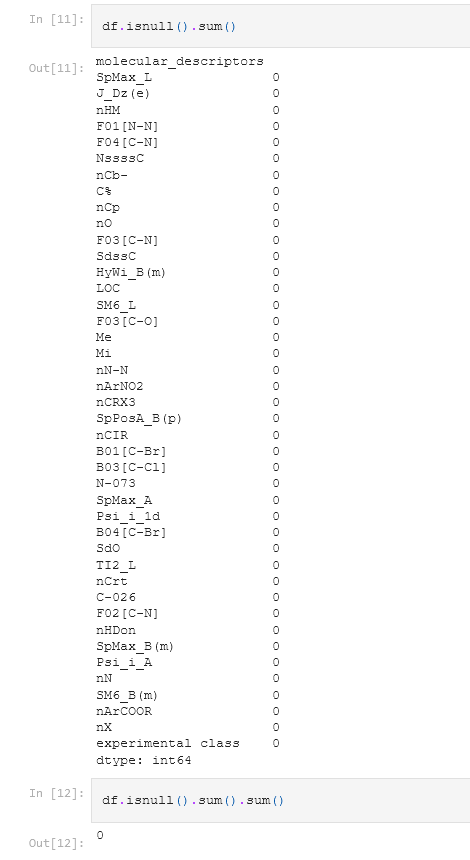 In [11]: df.isnull().sum()
Out[11]: molecular_descriptors
SpMax_L 0
J_Dz(e) 0
nHM 0
F01[N-N] 0
F04[C-N] 0
NssssC 0
nCb- 0
C% 0
nCp 0
nO 0
F03[C-N] 0
SdssC 0
HyWi_B(m) 0
LOC 0
SM6_L 0
F03[C-O] 0
Me 0
Mi 0
nN-N 0
nArNO2 0
nCRX3 0
SpPosA_B(p) 0
nCIR 0
B01[C-Br] 0
B03[C-Cl] 0
N-073 0
SpMax_A 0
Psi_i_1d 0
B04[C-Br] 0
SdO 0
TI2_L 0
nCrt 0
C-026 0
F02[C-N] 0
nHDon 0
SpMax_B(m) 0
Psi_i_A 0
nN 0
SM6_B(m) 0
nArCOOR 0
nX 0
experimental class 0
dtype: int64
In [12]: df.isnull().sum().sum()
Out[12]: 0